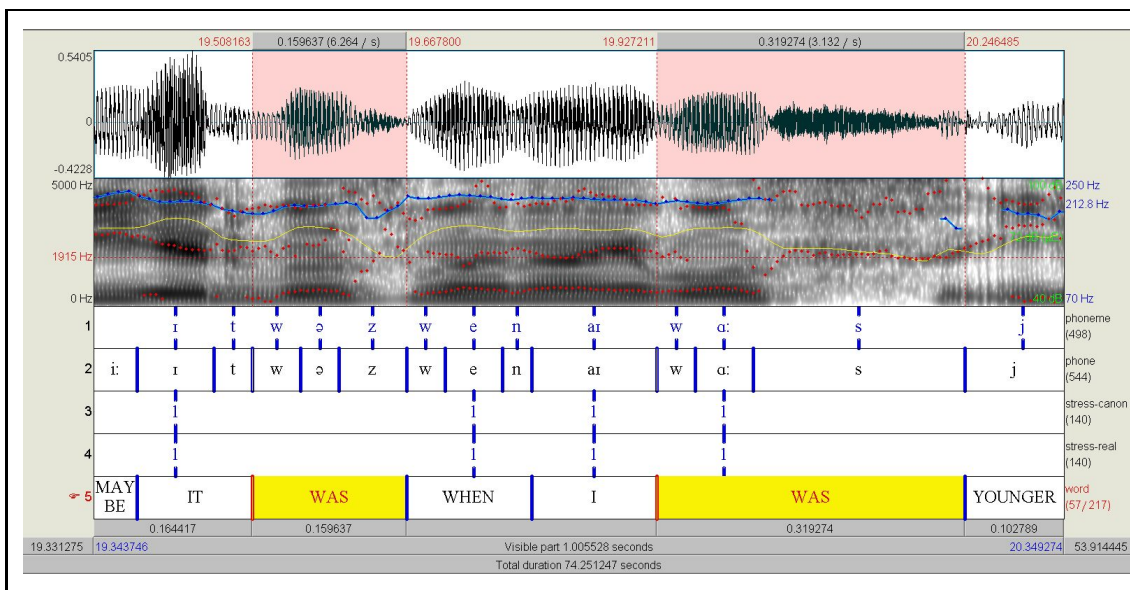 19.508163 0.159637 (6.264 / s) 19.667800 19.927211 0.319274 (3.132 / s) 20.246485
0.5405
0
-0.4228
5000 Hz 250 Hz
212.8 Hz
1915 Hz
0 Hz 70 Hz
1 ɪ t w ə z w e n aɪ w ɑː s j phoneme
(498)
2 iː ɪ t w ə z w e n aɪ w ɑː s j phone
(544)
3 1 1 1 1 stress-canon
(140)
4 1 1 1 1 stress-real
(140)
5 MAY
BE IT WAS WHEN I WAS YOUNGER word
(57/217)
0.164417 0.159637 0.319274 0.102789
19.331275 19.343746 Visible part 1.005528 seconds 20.349274 53.914445
Total duration 74.251247 seconds